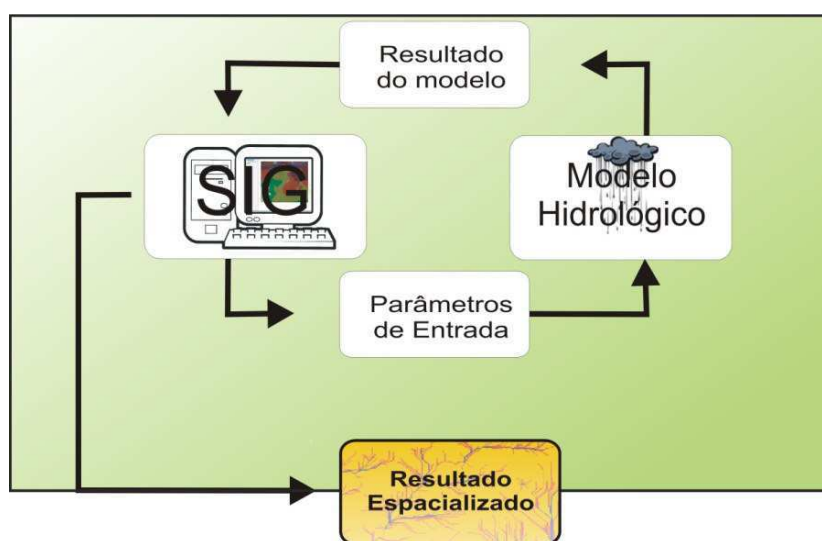 Resultado
do modelo
SIG
Modelo
Hidrológico
Parâmetros
de Entrada
Resultado
Espacializado